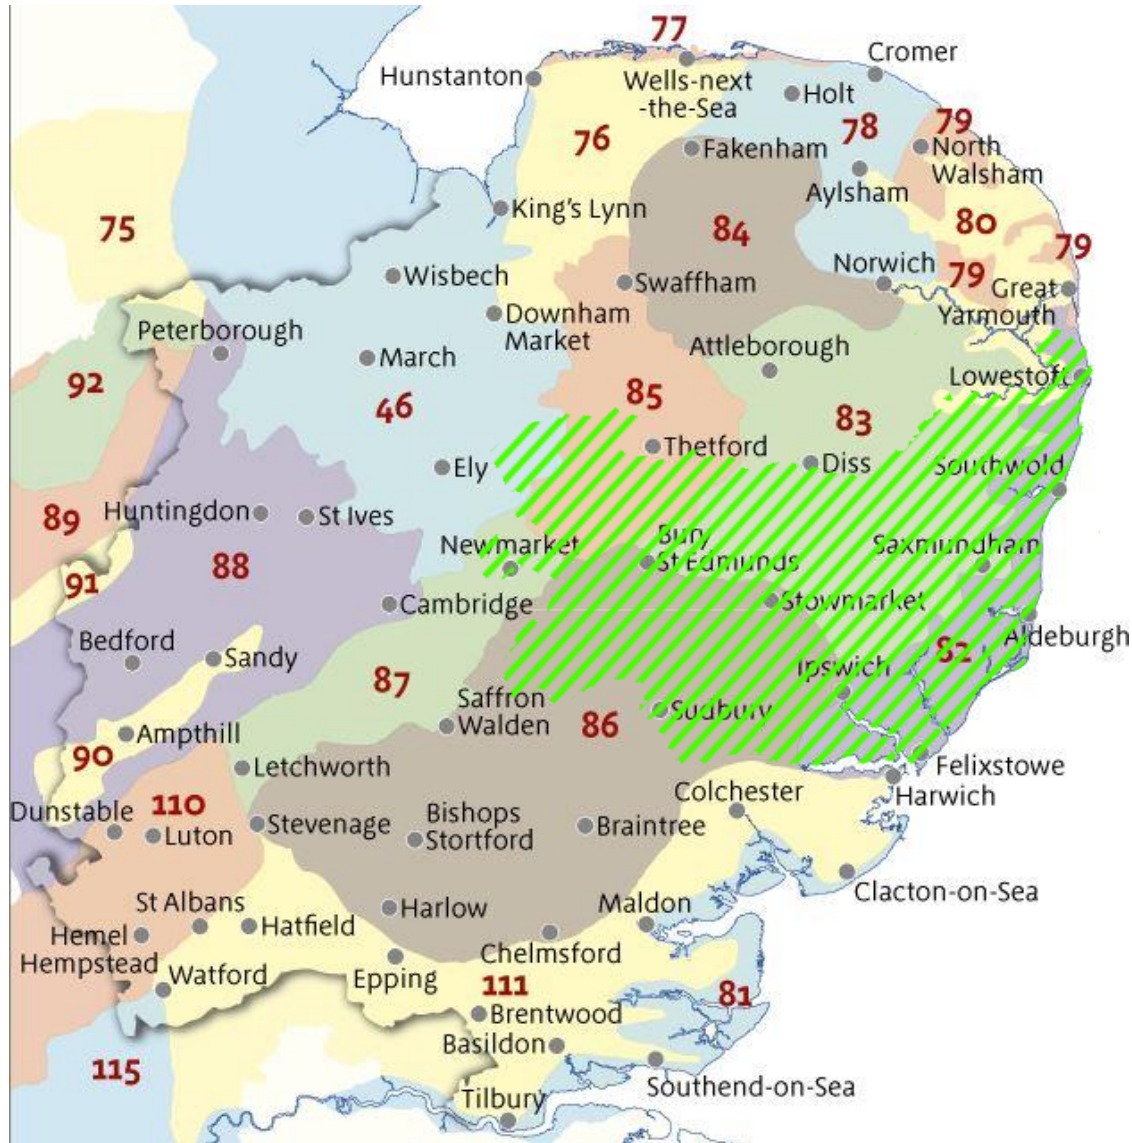 77
Cromer
Hunstanton
Wells-next
-the-Sea
Holt
76
78
79
Fakenham
North
Walsham
Aylsham
King's Lynn
75
84
80
79
Wisbech
Swaffham
Norwich
79
Great
Yarmouth
Downham
Market
Peterborough
March
Attleborough
Lowestoft
92
46
85
83
Thetford
Ely
Diss
Southwold
89
Huntingdon
St Ives
Newmarket
Bury
St Edmunds
Saxmundham
91
88
Cambridge
Stowmarket
Aldeburgh
Bedford
Sandy
82
Ipswich
87
Saffron
Walden
86
Sudbury
Ampthill
90
Letchworth
Felixstowe
Harwich
110
Dunstable
Luton
Stevenage
Bishops
Stortford
Braintree
Colchester
Clacton-on-Sea
St Albans
Hatfield
Harlow
Maldon
Hemel
Hempstead
Chelmsford
Watford
Epping
111
81
Brentwood
Basildon
115
Southend-on-Sea
Tilbury